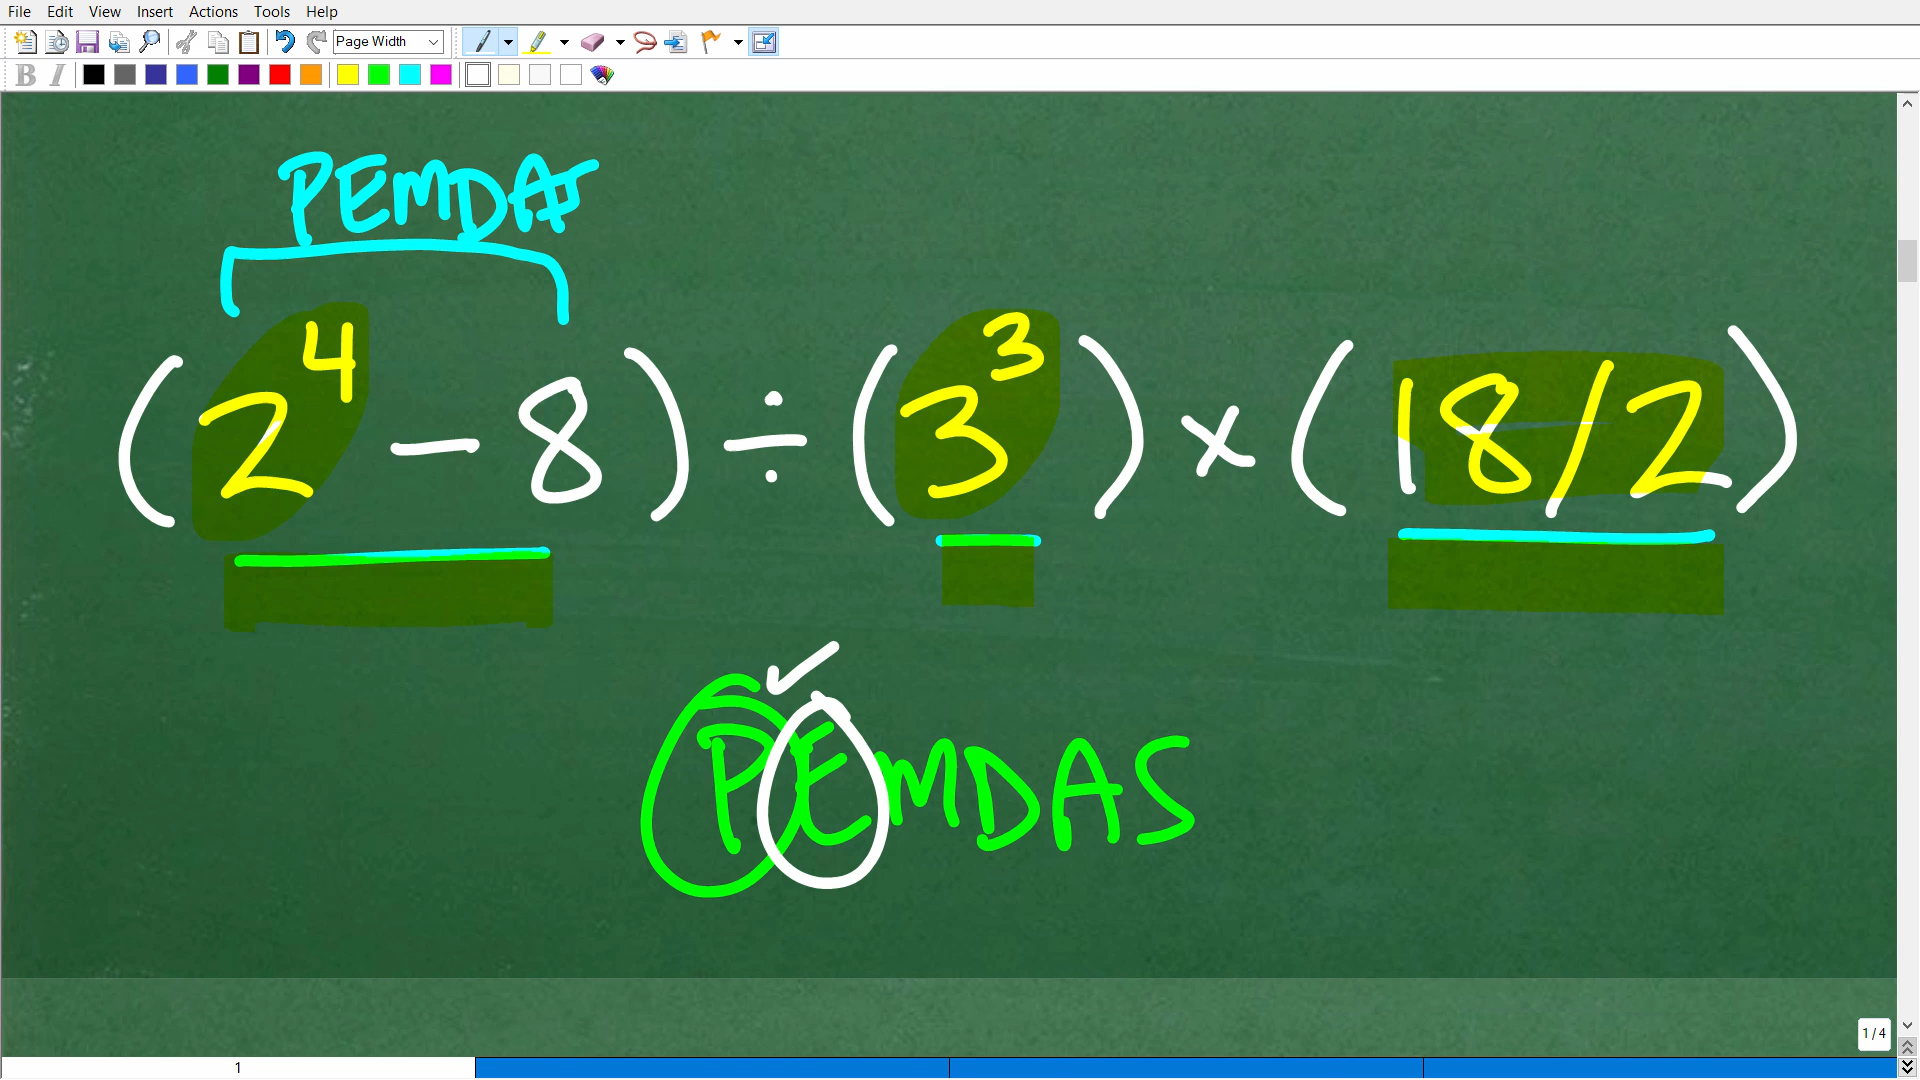 File Edit View Insert Actions Tools Help
Page Width
B I
PEMDAS
(2⁴ - 8) ÷ (3³) × (18/2)
PEMDAS
1 / 4
1